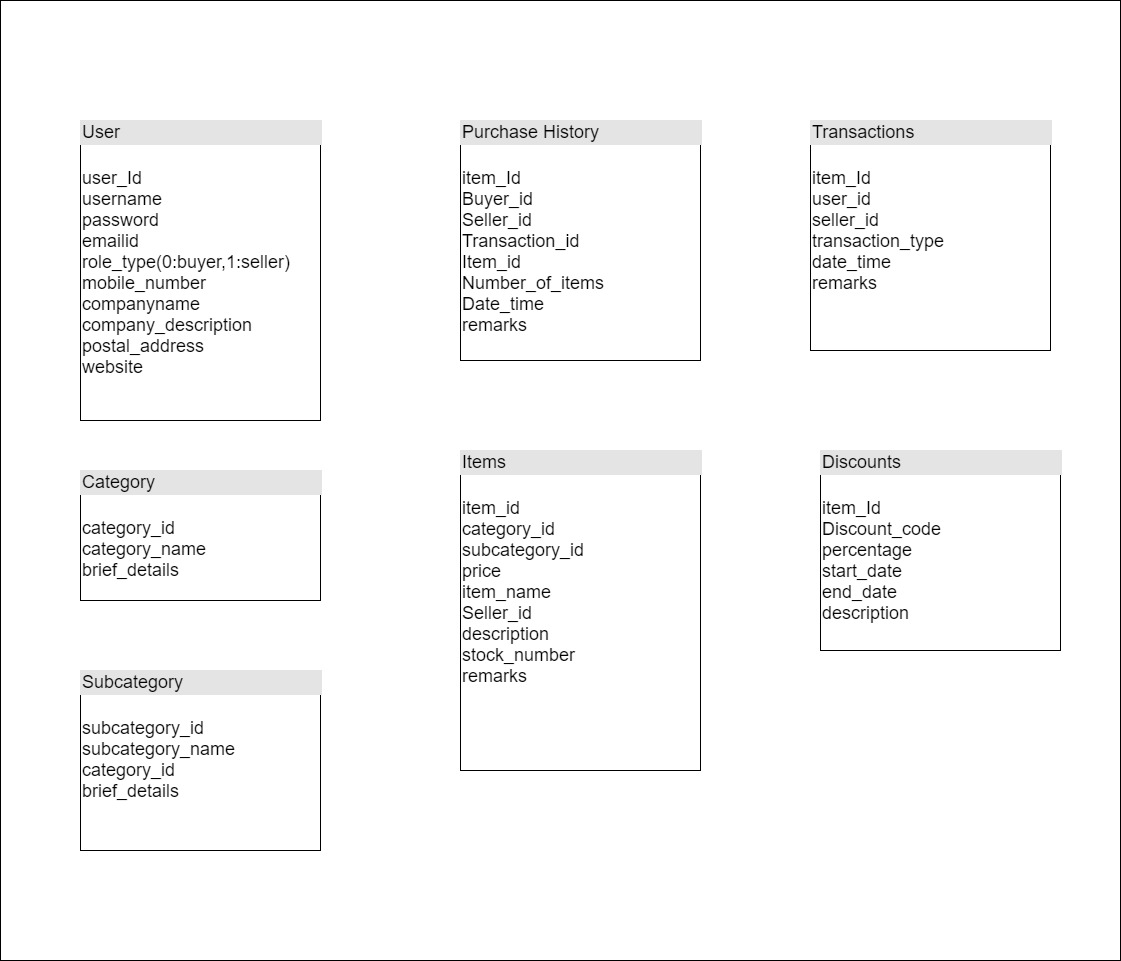 User
user_Id
username
password
emailid
role_type(0:buyer,1:seller)
mobile_number
companyname
company_description
postal_address
website
Purchase History
item_Id
Buyer_id
Seller_id
Transaction_id
Item_id
Number_of_items
Date_time
remarks
Transactions
item_Id
user_id
seller_id
transaction_type
date_time
remarks
Category
category_id
category_name
brief_details
Items
item_id
category_id
subcategory_id
price
item_name
Seller_id
description
stock_number
remarks
Discounts
item_Id
Discount_code
percentage
start_date
end_date
description
Subcategory
subcategory_id
subcategory_name
category_id
brief_details